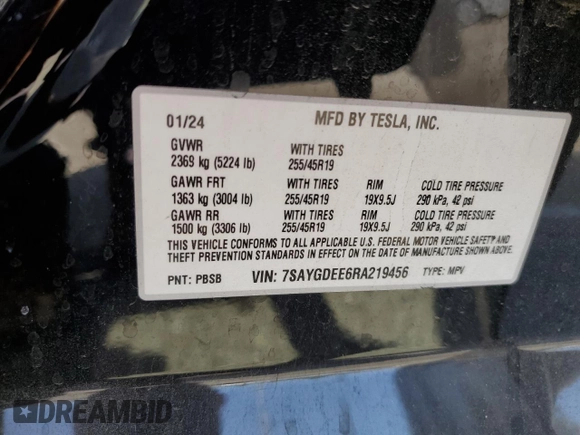 01/24 MFD BY TESLA, INC.
GVWR WITH TIRES
2369 kg (5224 lb) 255/45R19
GAWR FRT WITH TIRES RIM COLD TIRE PRESSURE
1363 kg (3004 lb) 255/45R19 19X9.5J 290 kPa, 42 psi
GAWR RR WITH TIRES RIM COLD TIRE PRESSURE
1500 kg (3306 lb) 255/45R19 19X9.5J 290 kPa, 42 psi
THIS VEHICLE CONFORMS TO ALL APPLICABLE U.S. FEDERAL MOTOR VEHICLE SAFETY AND
THEFT PREVENTION STANDARDS IN EFFECT ON THE DATE OF MANUFACTURE SHOWN ABOVE.
PNT: PBSB VIN: 7SAYGDEE6RA219456 TYPE: MPV
DREAMBID